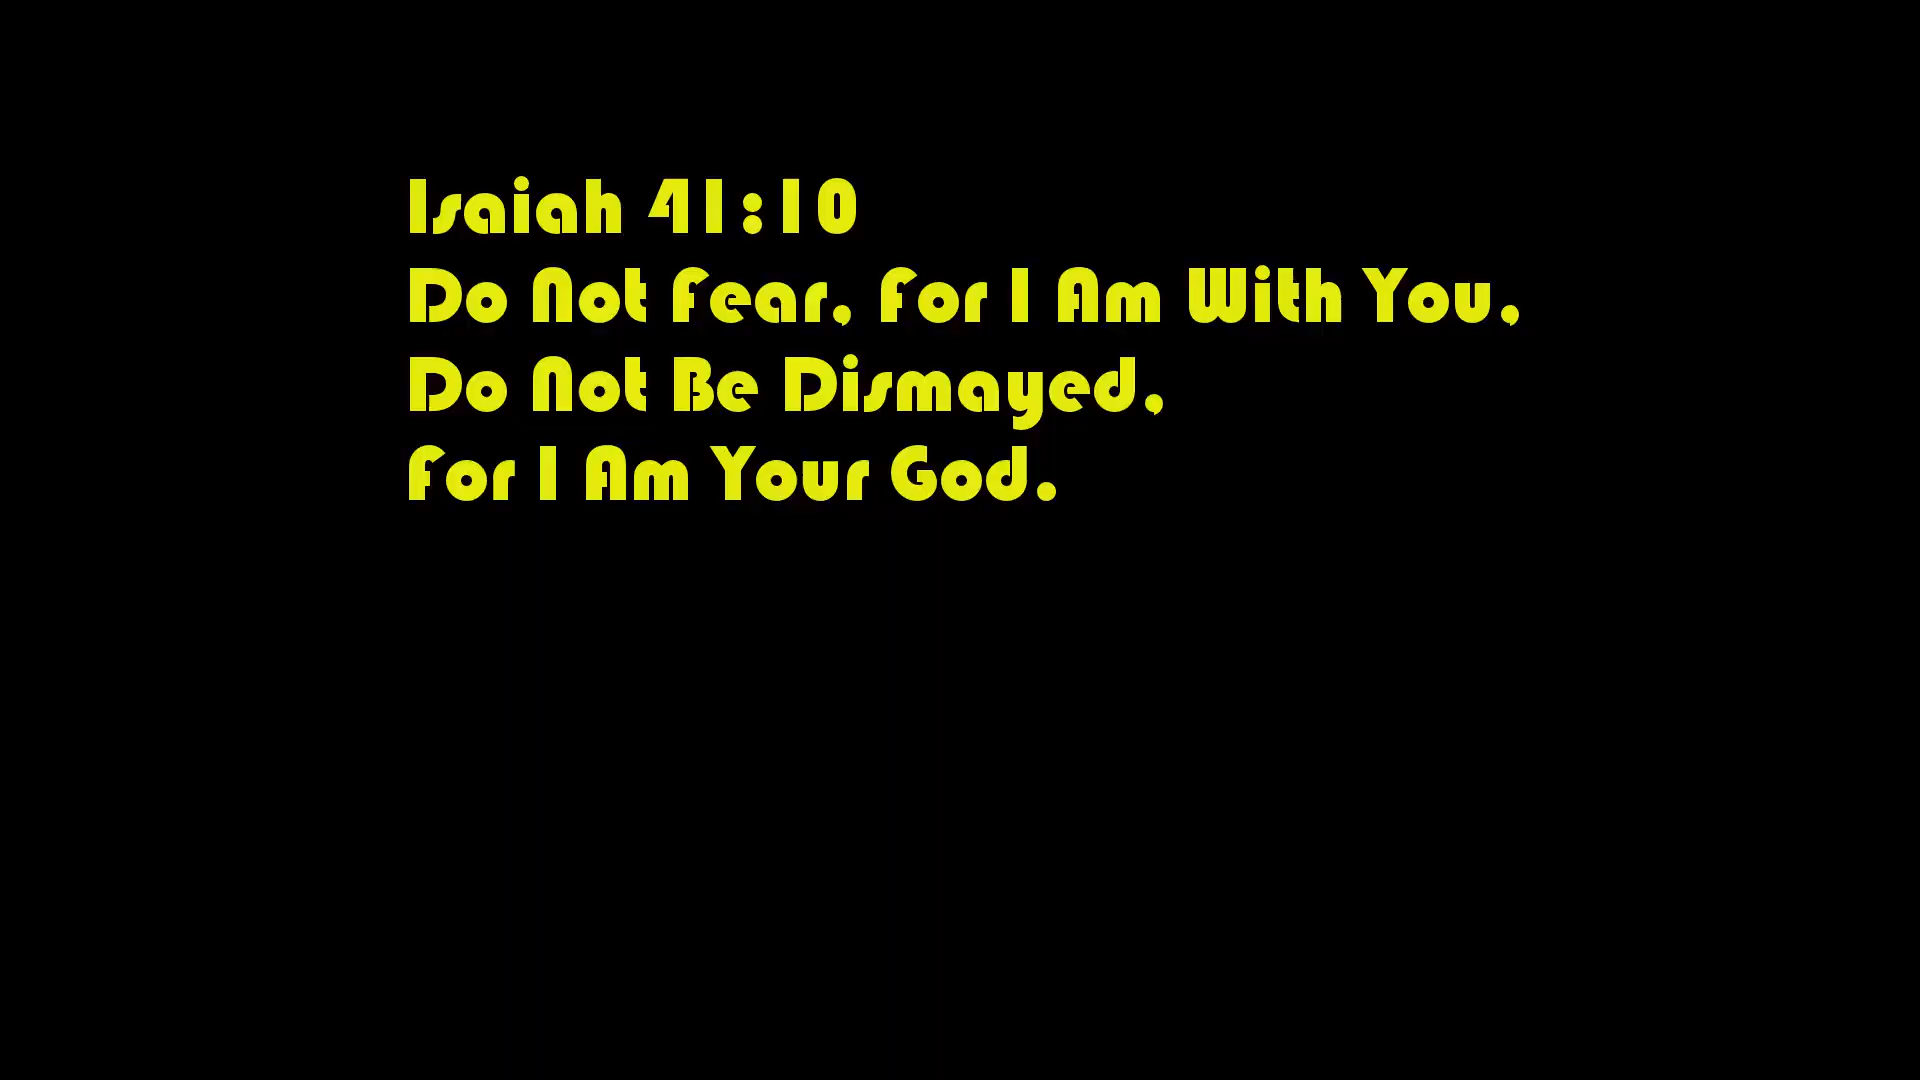 Isaiah 41:10
Do Not Fear, For I Am With You,
Do Not Be Dismayed,
For I Am Your God.